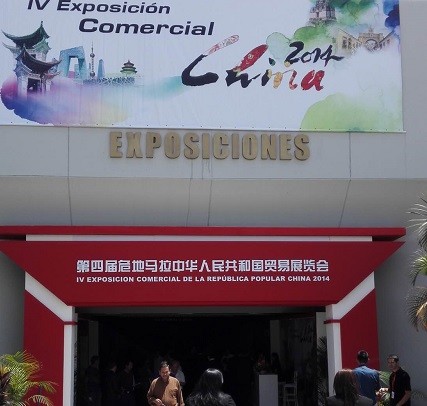 IV Exposición
Comercial
China 2014
EXPOSICIONES
第四届危地马拉中华人民共和国贸易展览会
IV EXPOSICION COMERCIAL DE LA REPÚBLICA POPULAR CHINA 2014